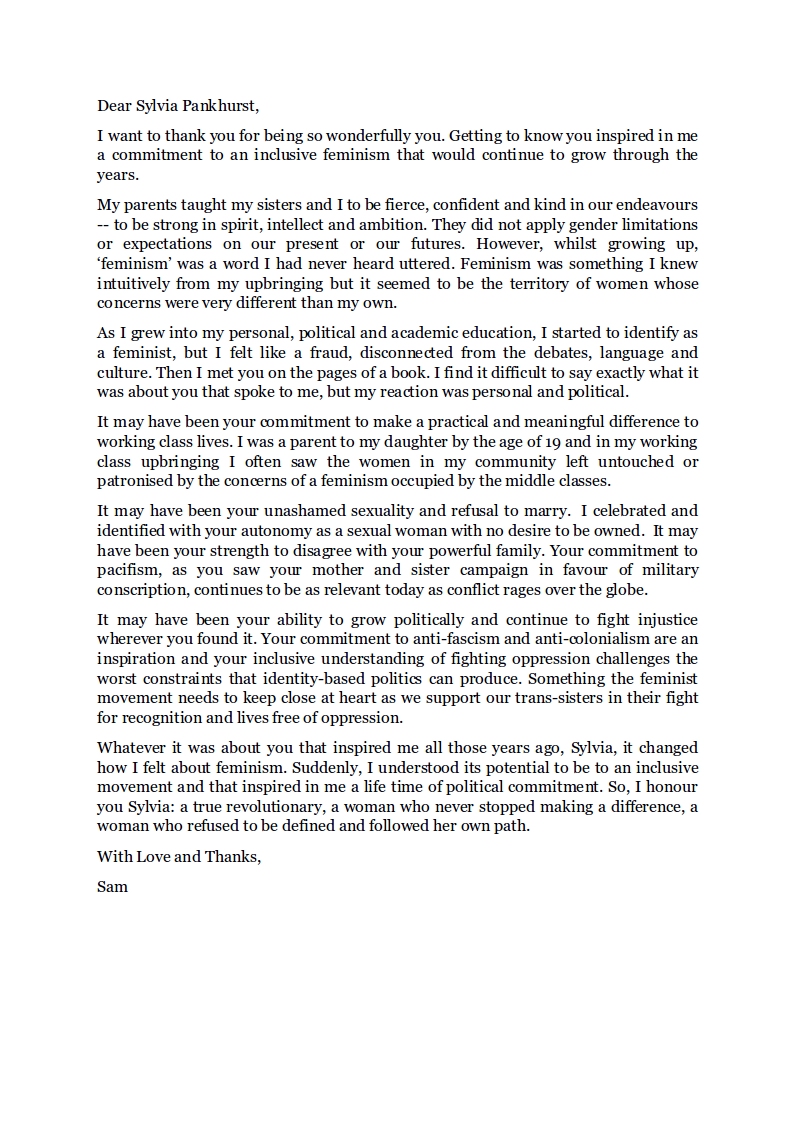 Dear Sylvia Pankhurst,
I want to thank you for being so wonderfully you. Getting to know you inspired in me
a commitment to an inclusive feminism that would continue to grow through the
years.
My parents taught my sisters and I to be fierce, confident and kind in our endeavours
-- to be strong in spirit, intellect and ambition. They did not apply gender limitations
or expectations on our present or our futures. However, whilst growing up,
‘feminism’ was a word I had never heard uttered. Feminism was something I knew
intuitively from my upbringing but it seemed to be the territory of women whose
concerns were very different than my own.
As I grew into my personal, political and academic education, I started to identify as
a feminist, but I felt like a fraud, disconnected from the debates, language and
culture. Then I met you on the pages of a book. I find it difficult to say exactly what it
was about you that spoke to me, but my reaction was personal and political.
It may have been your commitment to make a practical and meaningful difference to
working class lives. I was a parent to my daughter by the age of 19 and in my working
class upbringing I often saw the women in my community left untouched or
patronised by the concerns of a feminism occupied by the middle classes.
It may have been your unashamed sexuality and refusal to marry.  I celebrated and
identified with your autonomy as a sexual woman with no desire to be owned.  It may
have been your strength to disagree with your powerful family. Your commitment to
pacifism, as you saw your mother and sister campaign in favour of military
conscription, continues to be as relevant today as conflict rages over the globe.
It may have been your ability to grow politically and continue to fight injustice
wherever you found it. Your commitment to anti-fascism and anti-colonialism are an
inspiration and your inclusive understanding of fighting oppression challenges the
worst constraints that identity-based politics can produce. Something the feminist
movement needs to keep close at heart as we support our trans-sisters in their fight
for recognition and lives free of oppression.
Whatever it was about you that inspired me all those years ago, Sylvia, it changed
how I felt about feminism. Suddenly, I understood its potential to be to an inclusive
movement and that inspired in me a life time of political commitment. So, I honour
you Sylvia: a true revolutionary, a woman who never stopped making a difference, a
woman who refused to be defined and followed her own path.
With Love and Thanks,
Sam